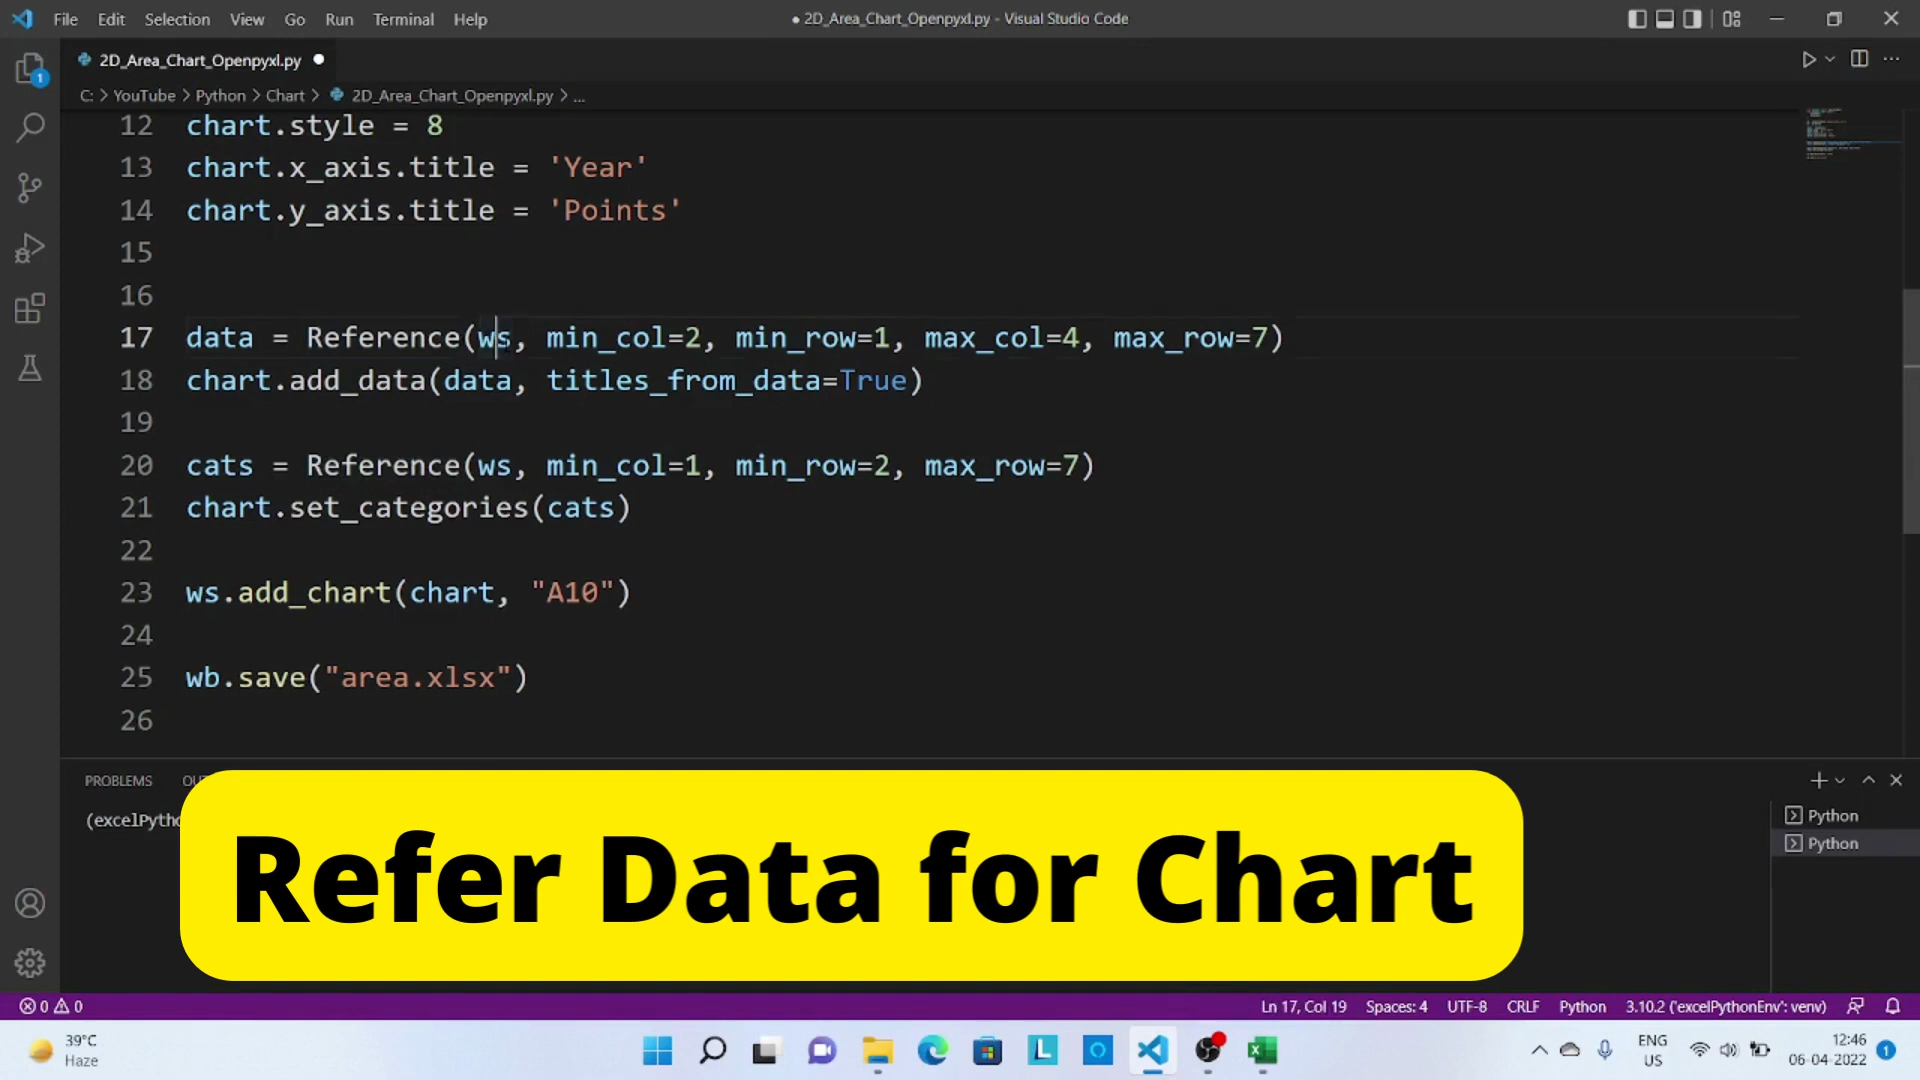 File Edit Selection View Go Run Terminal Help
● 2D_Area_Chart_Openpyxl.py - Visual Studio Code
2D_Area_Chart_Openpyxl.py ●
C: > YouTube > Python > Chart > 2D_Area_Chart_Openpyxl.py > ...
12 chart.style = 8
13 chart.x_axis.title = 'Year'
14 chart.y_axis.title = 'Points'
15
16
17 data = Reference(ws, min_col=2, min_row=1, max_col=4, max_row=7)
18 chart.add_data(data, titles_from_data=True)
19
20 cats = Reference(ws, min_col=1, min_row=2, max_row=7)
21 chart.set_categories(cats)
22
23 ws.add_chart(chart, "A10")
24
25 wb.save("area.xlsx")
26
PROBLEMS OU
(excelPytho
Python
Python
Refer Data for Chart
0 0
Ln 17, Col 19 Spaces: 4 UTF-8 CRLF Python 3.10.2 ('excelPythonEnv': venv)
39°C
Haze
ENG
US
12:46
06-04-2022
1
1